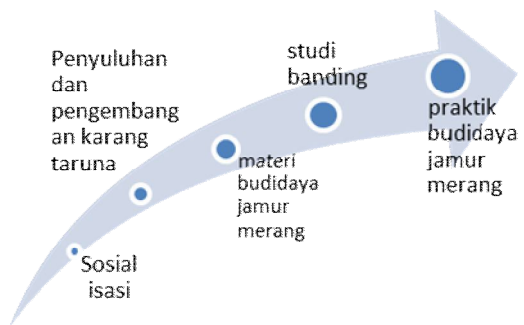 Sosial
isasi
Penyuluhan
dan
pengembang
an karang
taruna
materi
budidaya
jamur
merang
studi
banding
praktik
budidaya
jamur
merang